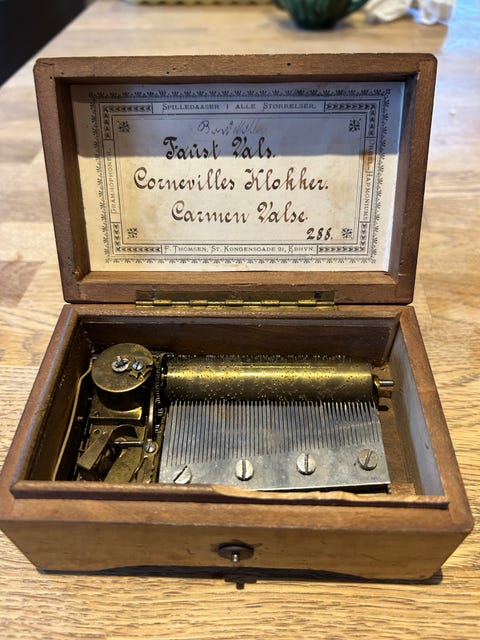 SPILLEDAASER I ALLE STØRRELSER.
Faust Vals.
Cornevilles Klokker.
Carmen Valse.
288.
F. THOMSEN, ST. KONGENSGADE 21, KBHVN.